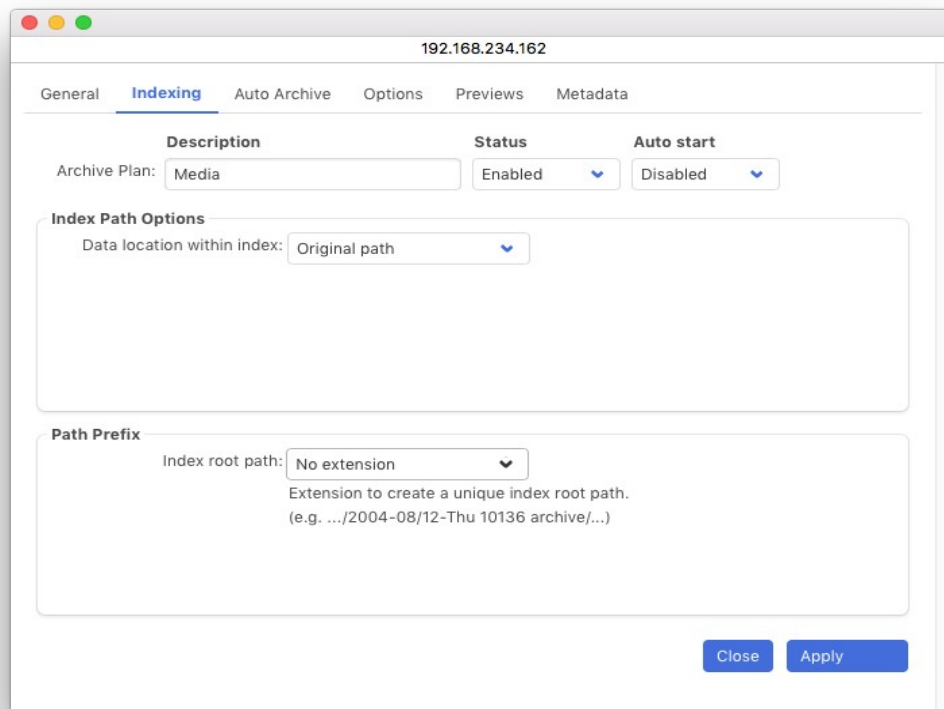 192.168.234.162
General Indexing Auto Archive Options Previews Metadata
Description Status Auto start
Archive Plan: Media Enabled Disabled
Index Path Options
Data location within index: Original path
Path Prefix
Index root path: No extension
Extension to create a unique index root path.
(e.g. .../2004-08/12-Thu 10136 archive/...)
Close Apply